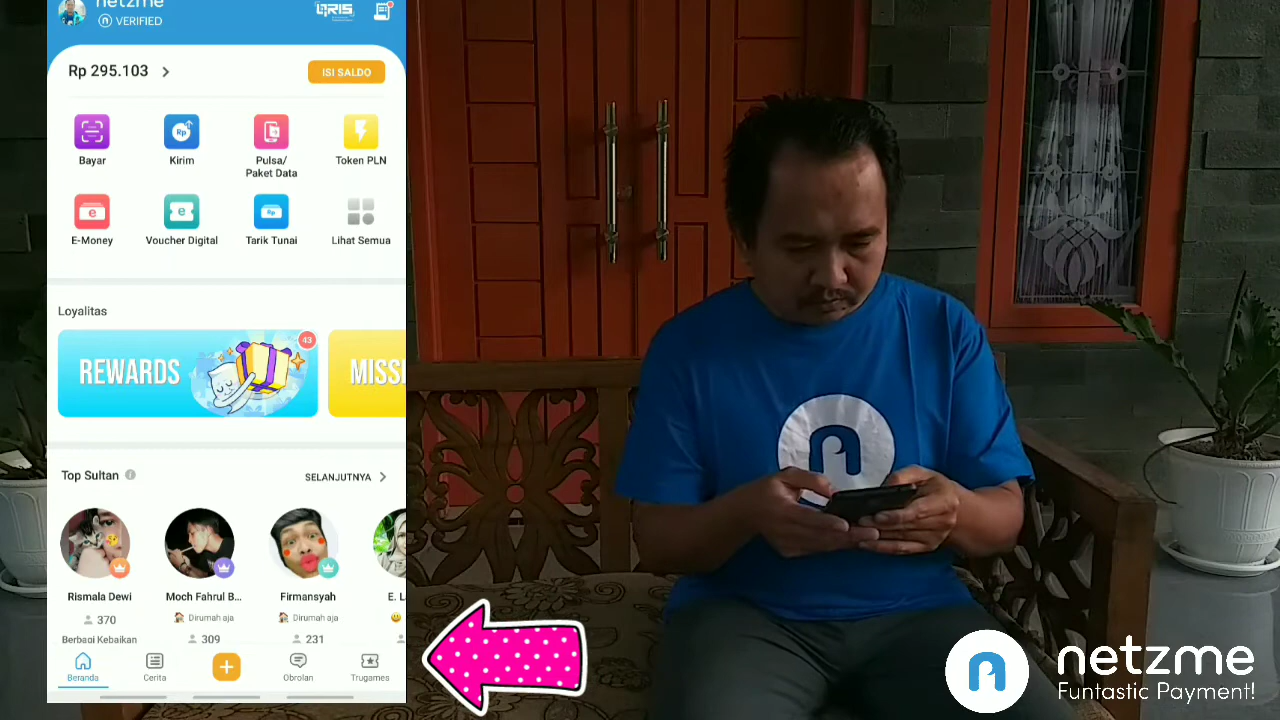 netzme
VERIFIED
QRIS
Rp 295.103
ISI SALDO
Bayar
Kirim
Pulsa/
Paket Data
Token PLN
E-Money
Voucher Digital
Tarik Tunai
Lihat Semua
Loyalitas
REWARDS
43
MISSI
Top Sultan
SELANJUTNYA
Rismala Dewi
Moch Fahrul B...
Firmansyah
E. L
370
Dirumah aja
Dirumah aja
Berbagi Kebaikan
309
231
Beranda
Cerita
Obrolan
Trugames
netzme
Funtastic Payment!